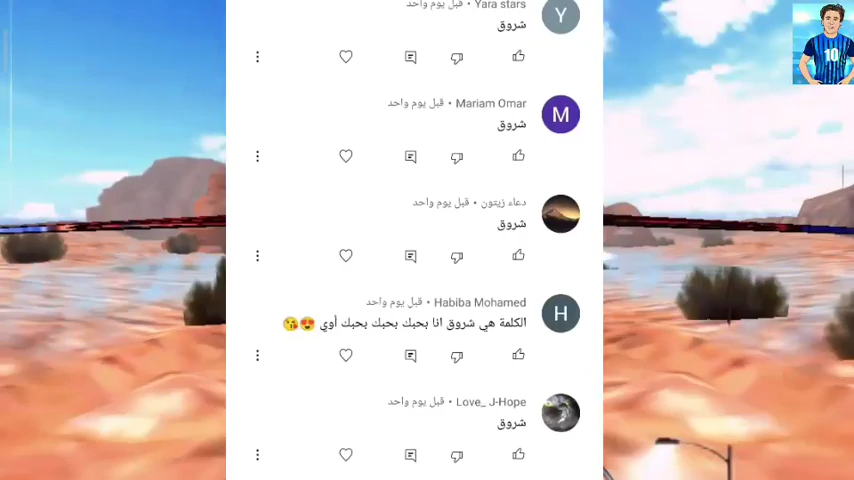 Yara stars • قبل يوم واحد
شروق
Mariam Omar • قبل يوم واحد
شروق
دعاء زيتون • قبل يوم واحد
شروق
Habiba Mohamed • قبل يوم واحد
الكلمة هي شروق انا بحبك بحبك بحبك أوي 😍😘
Love_ J-Hope • قبل يوم واحد
شروق
Y
M
H
10